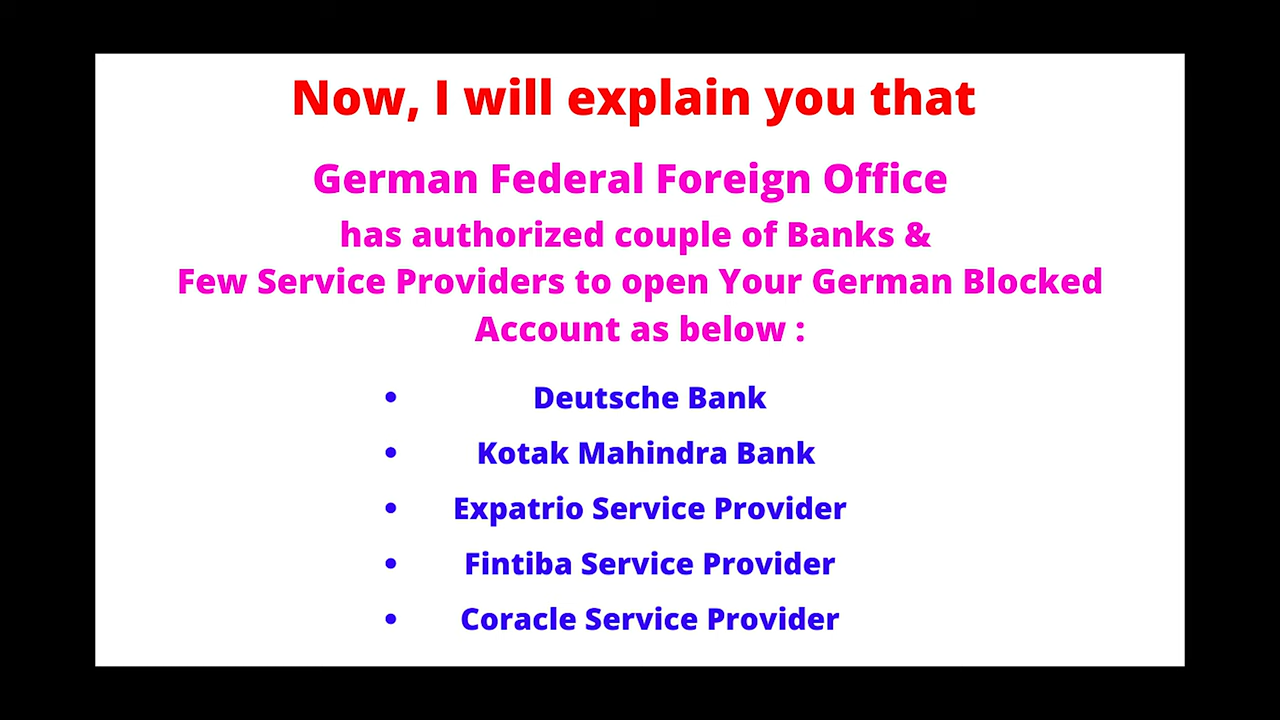 Now, I will explain you that
German Federal Foreign Office
has authorized couple of Banks &
Few Service Providers to open Your German Blocked
Account as below :
• Deutsche Bank
• Kotak Mahindra Bank
• Expatrio Service Provider
• Fintiba Service Provider
• Coracle Service Provider